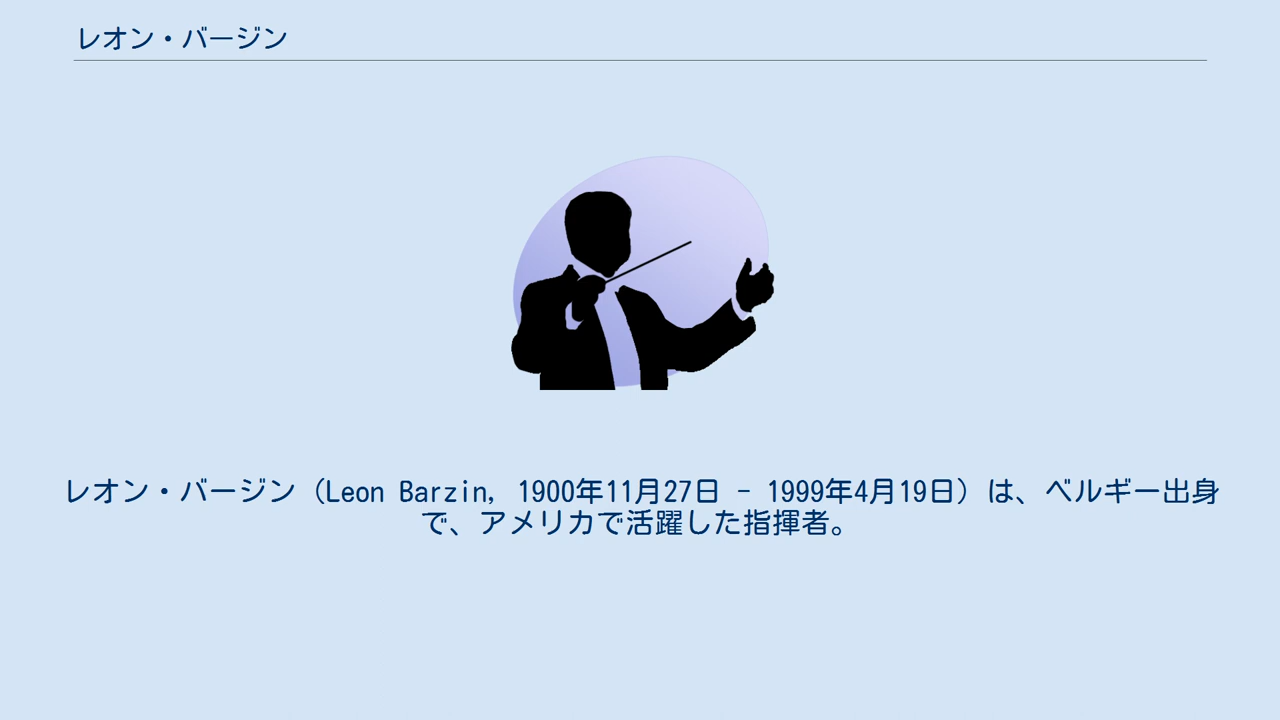 レオン・バージン
レオン・バージン（Leon Barzin, 1900年11月27日 - 1999年4月19日）は、ベルギー出身
で、アメリカで活躍した指揮者。